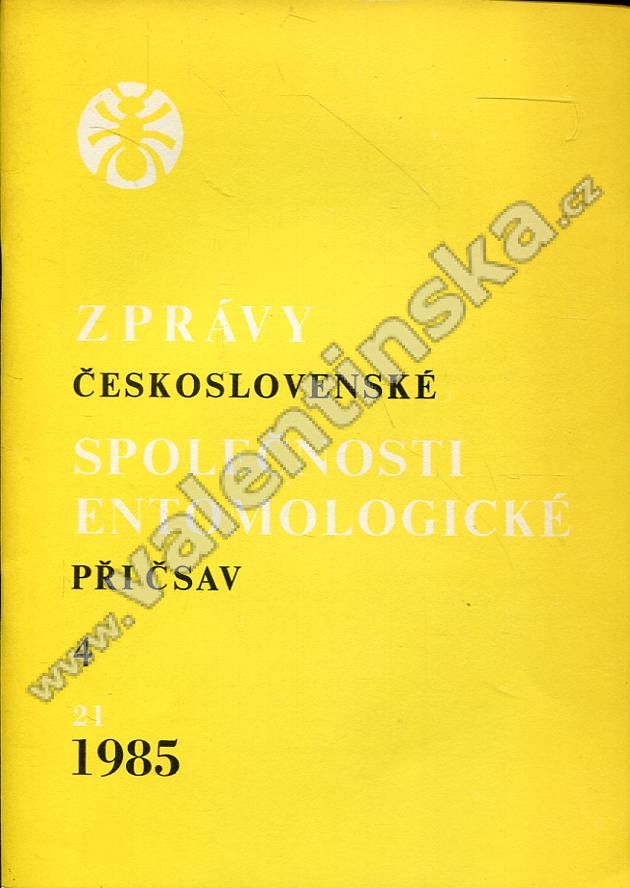 ZPRÁVY
ČESKOSLOVENSKÉ
SPOLEČNOSTI
ENTOMOLOGICKÉ
PŘI ČSAV
4
21
1985
www.valentinska.cz